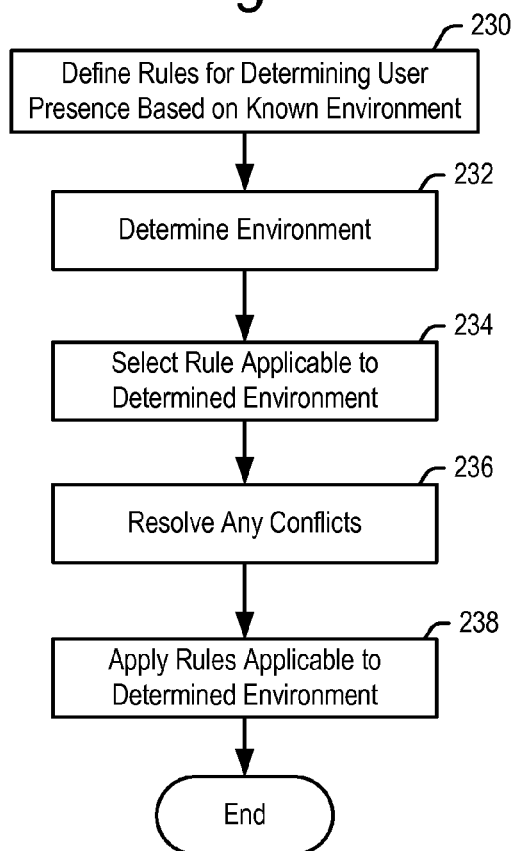 230
Define Rules for Determining User
Presence Based on Known Environment
232
Determine Environment
234
Select Rule Applicable to
Determined Environment
236
Resolve Any Conflicts
238
Apply Rules Applicable to
Determined Environment
End